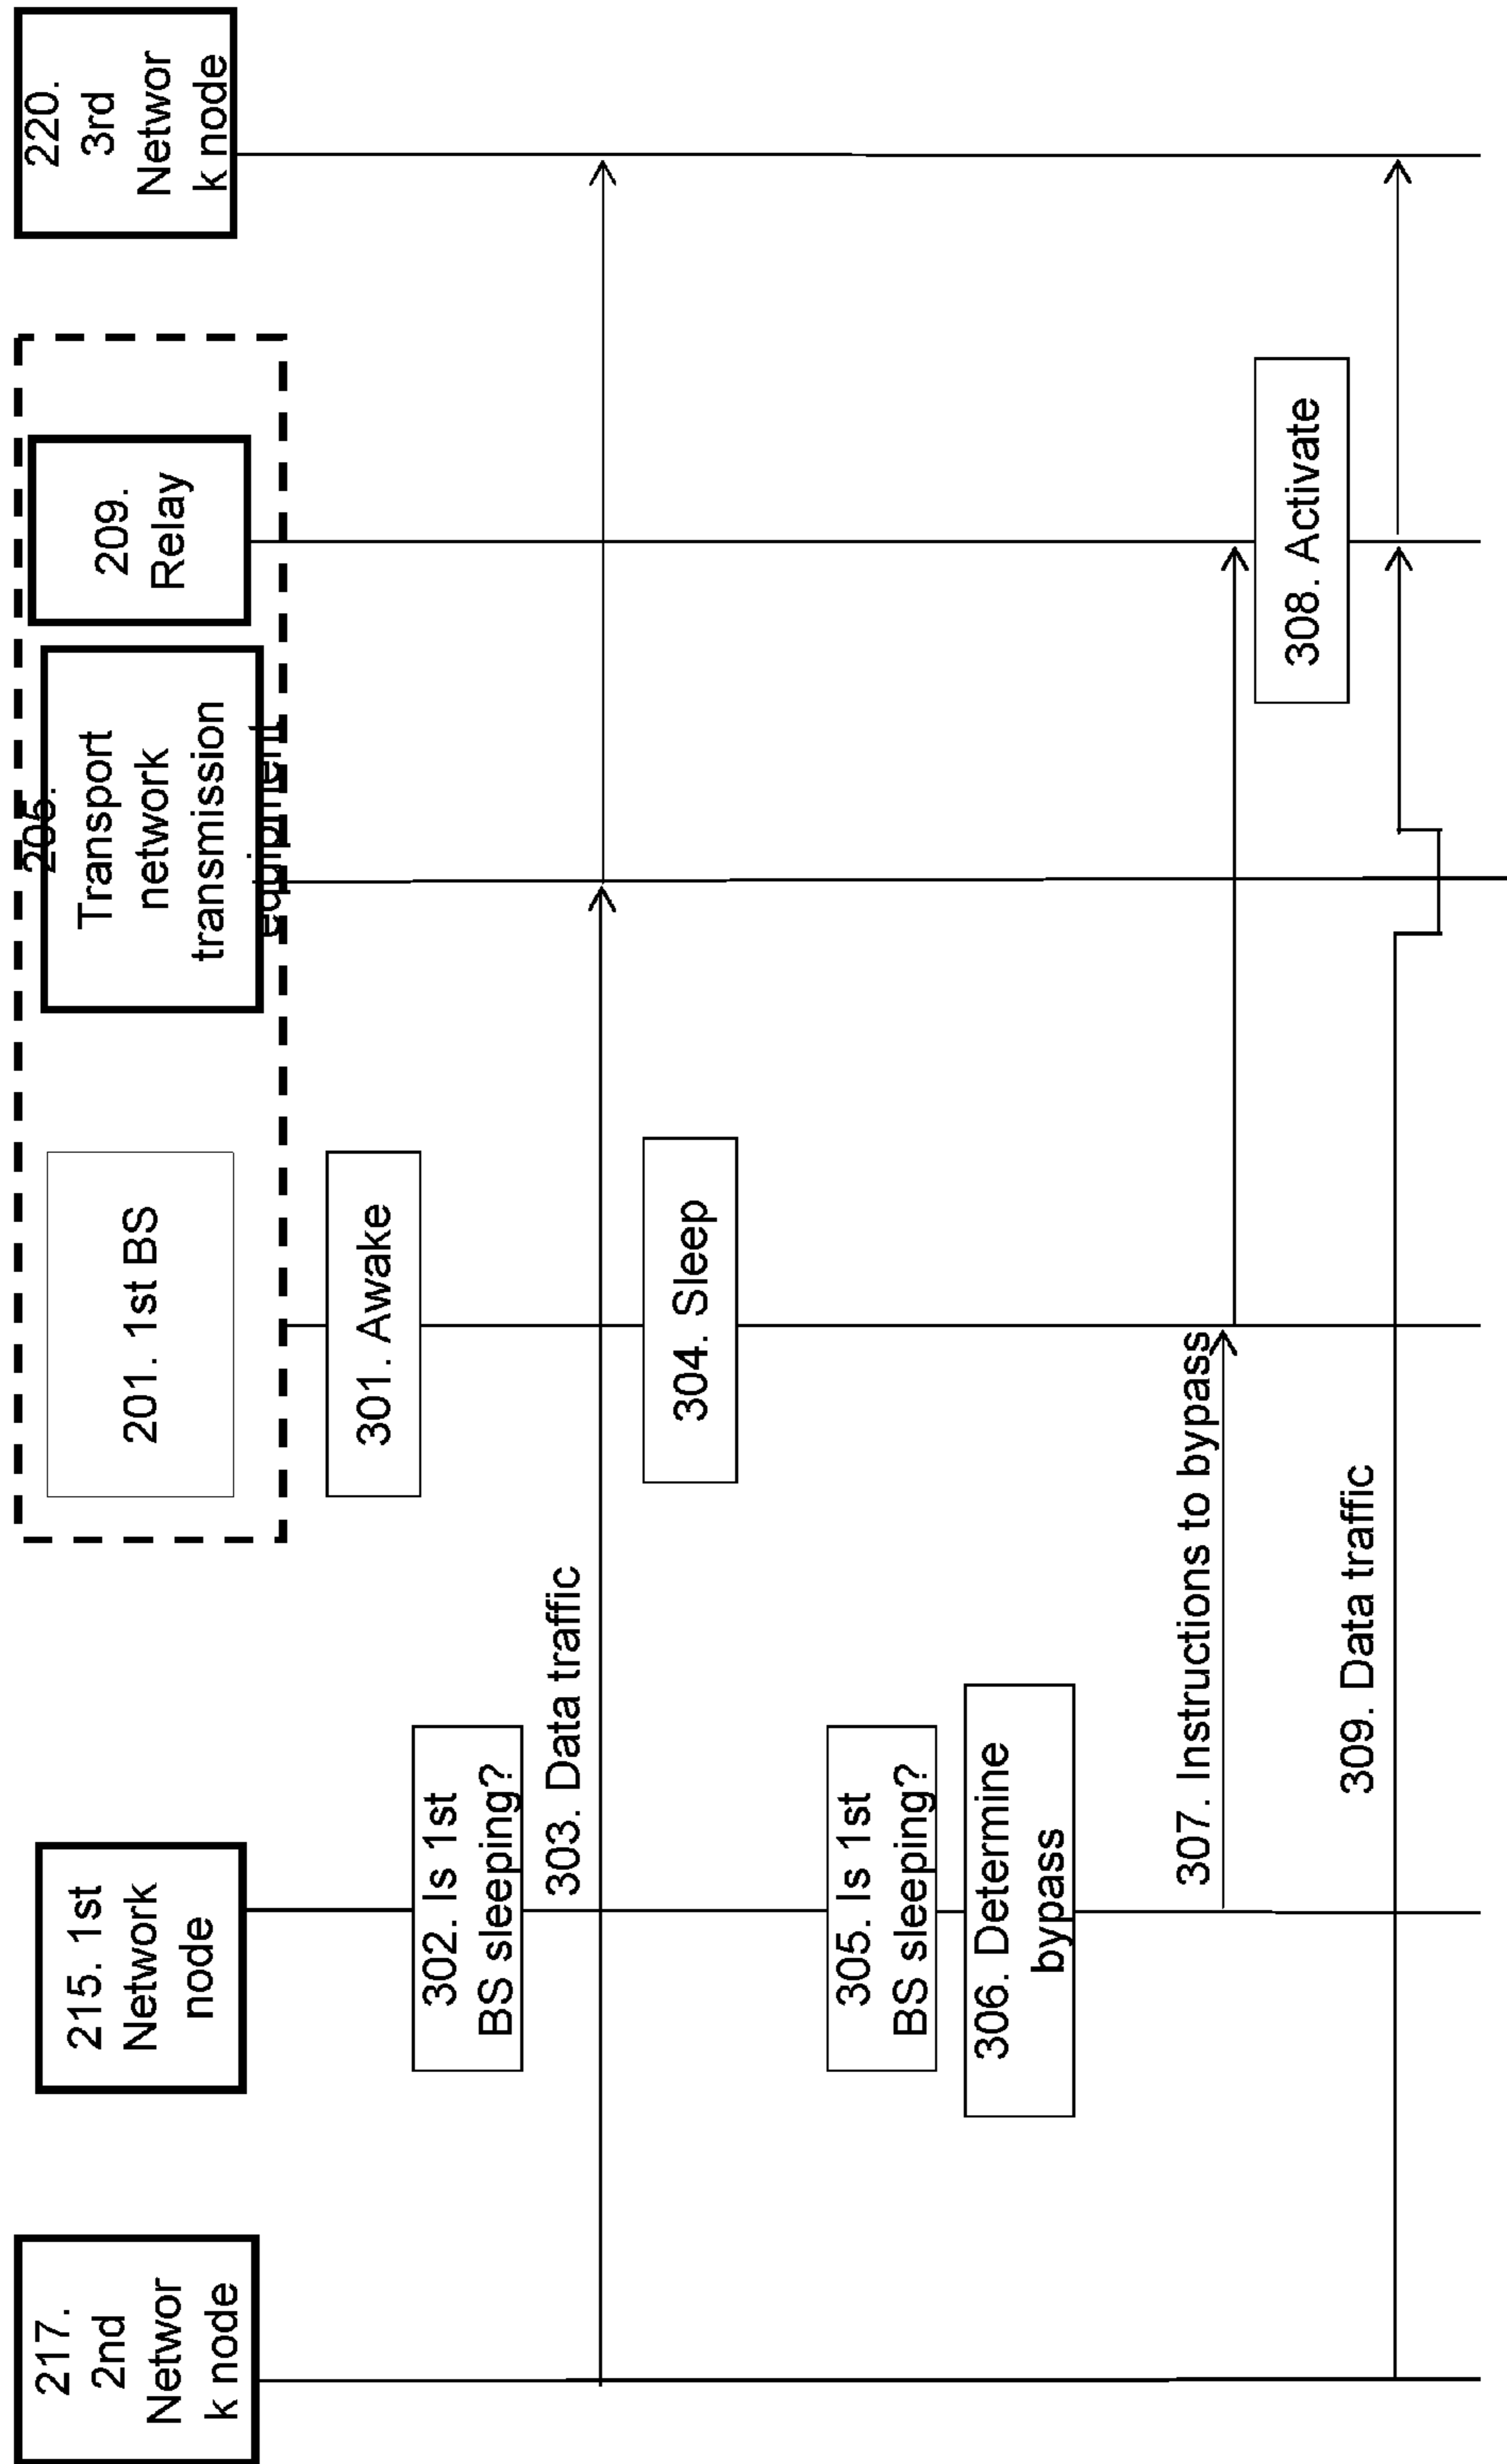 217.
2nd
Networ
k node
215. 1st
Network
node
201. 1st BS
205.
Transport
network
transmission
equipment
209.
Relay
220.
3rd
Networ
k node
301. Awake
302. Is 1st
BS sleeping?
303. Data traffic
304. Sleep
305. Is 1st
BS sleeping?
306. Determine
bypass
307. Instructions to bypass
308. Activate
309. Data traffic